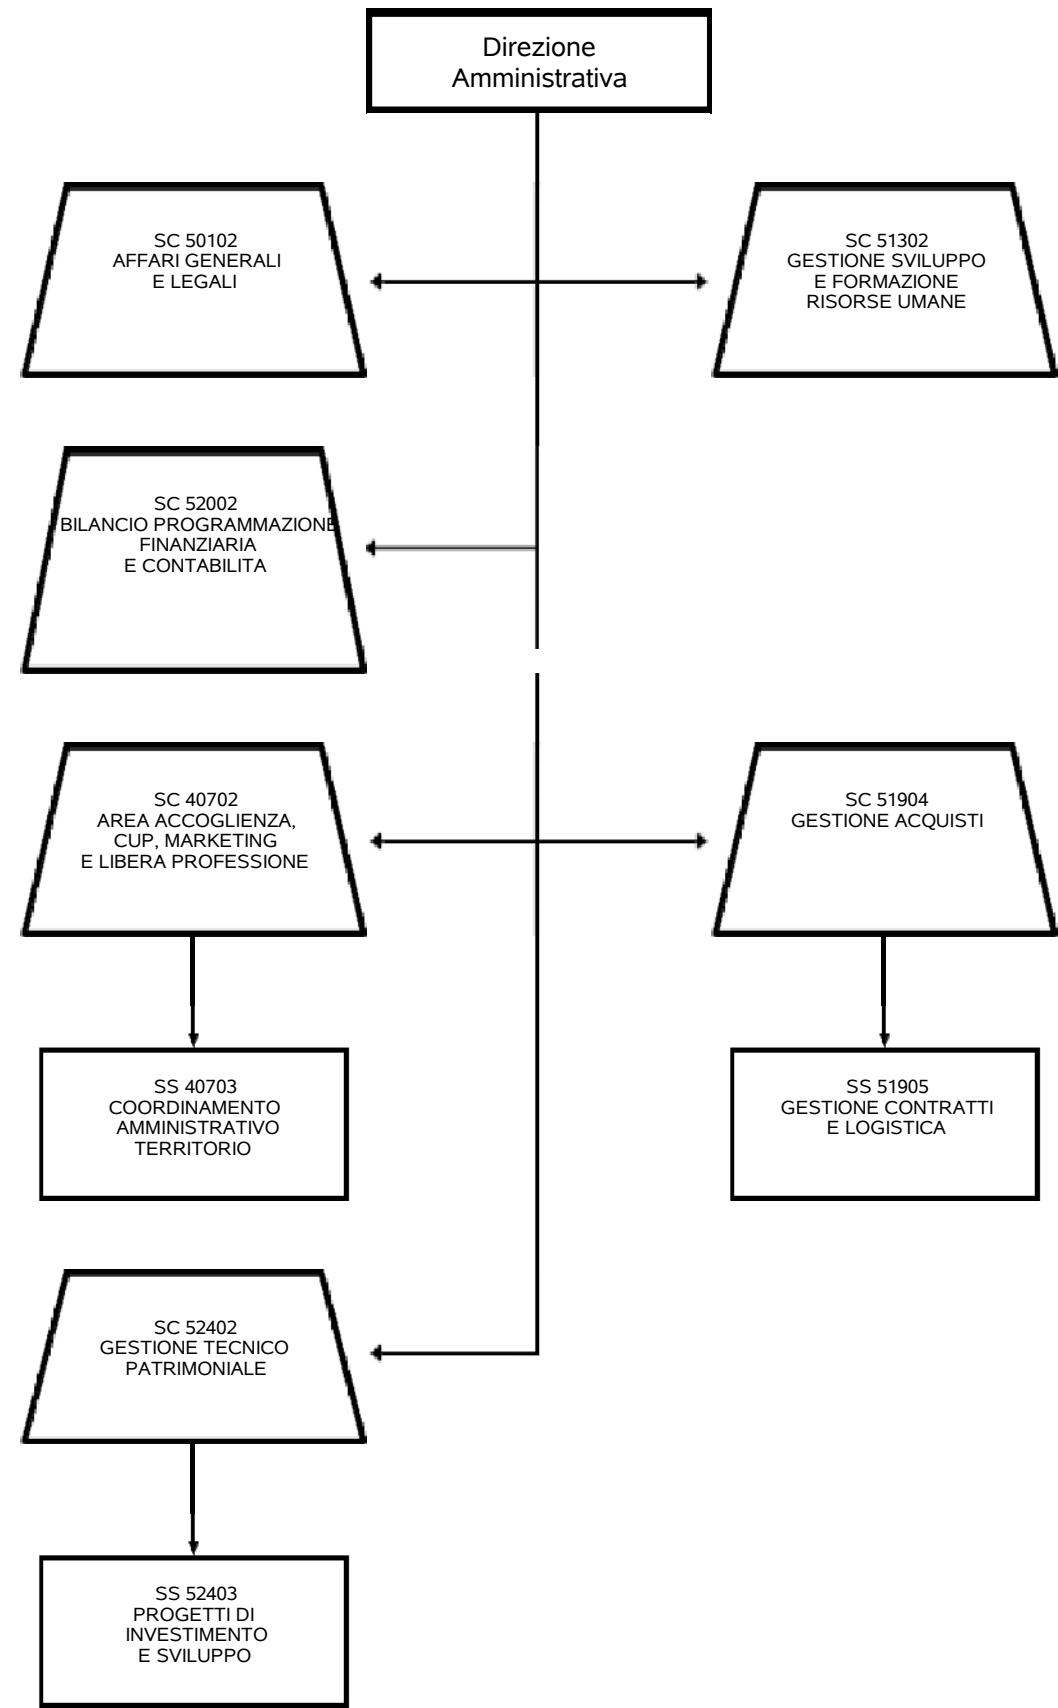 Direzione
Amministrativa
SC 50102
AFFARI GENERALI
E LEGALI
SC 51302
GESTIONE SVILUPPO
E FORMAZIONE
RISORSE UMANE
SC 52002
BILANCIO PROGRAMMAZIONE
FINANZIARIA
E CONTABILITA
SC 40702
AREA ACCOGLIENZA,
CUP, MARKETING
E LIBERA PROFESSIONE
SC 51904
GESTIONE ACQUISTI
SS 40703
COORDINAMENTO
AMMINISTRATIVO
TERRITORIO
SS 51905
GESTIONE CONTRATTI
E LOGISTICA
SC 52402
GESTIONE TECNICO
PATRIMONIALE
SS 52403
PROGETTI DI
INVESTIMENTO
E SVILUPPO